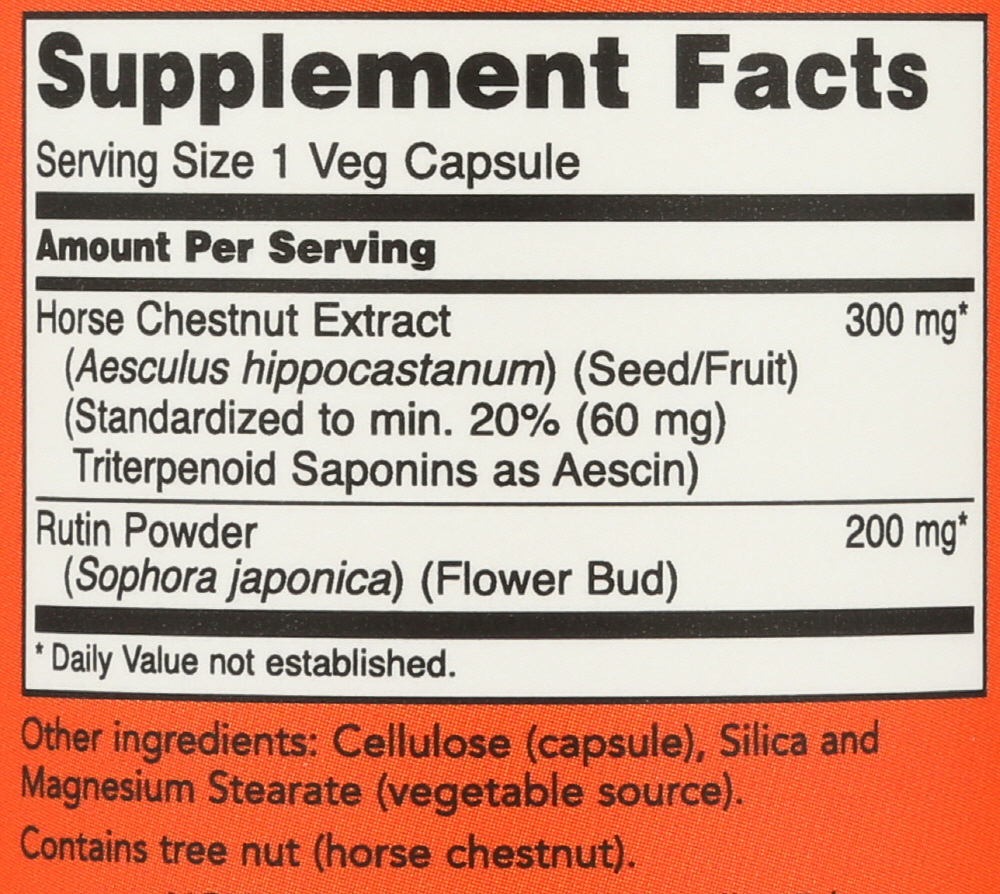 Supplement Facts
Serving Size 1 Veg Capsule
Amount Per Serving
Horse Chestnut Extract 300 mg*
(Aesculus hippocastanum) (Seed/Fruit)
(Standardized to min. 20% (60 mg)
Triterpenoid Saponins as Aescin)
Rutin Powder 200 mg*
(Sophora japonica) (Flower Bud)
* Daily Value not established.
Other ingredients: Cellulose (capsule), Silica and
Magnesium Stearate (vegetable source).
Contains tree nut (horse chestnut).